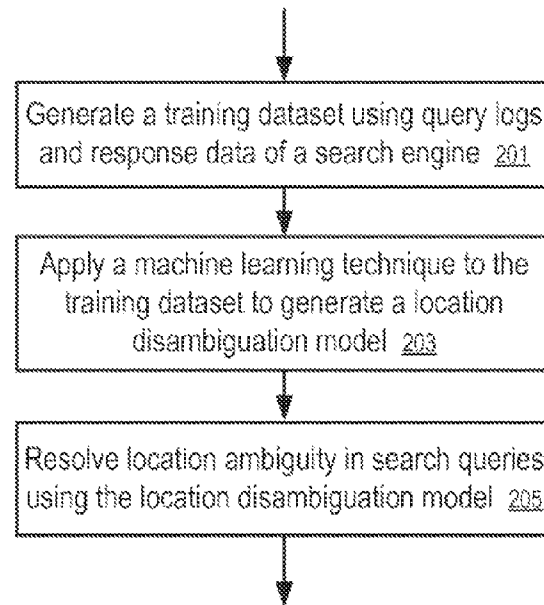 Generate a training dataset using query logs
and response data of a search engine 201
Apply a machine learning technique to the
training dataset to generate a location
disambiguation model 203
Resolve location ambiguity in search queries
using the location disambiguation model 205